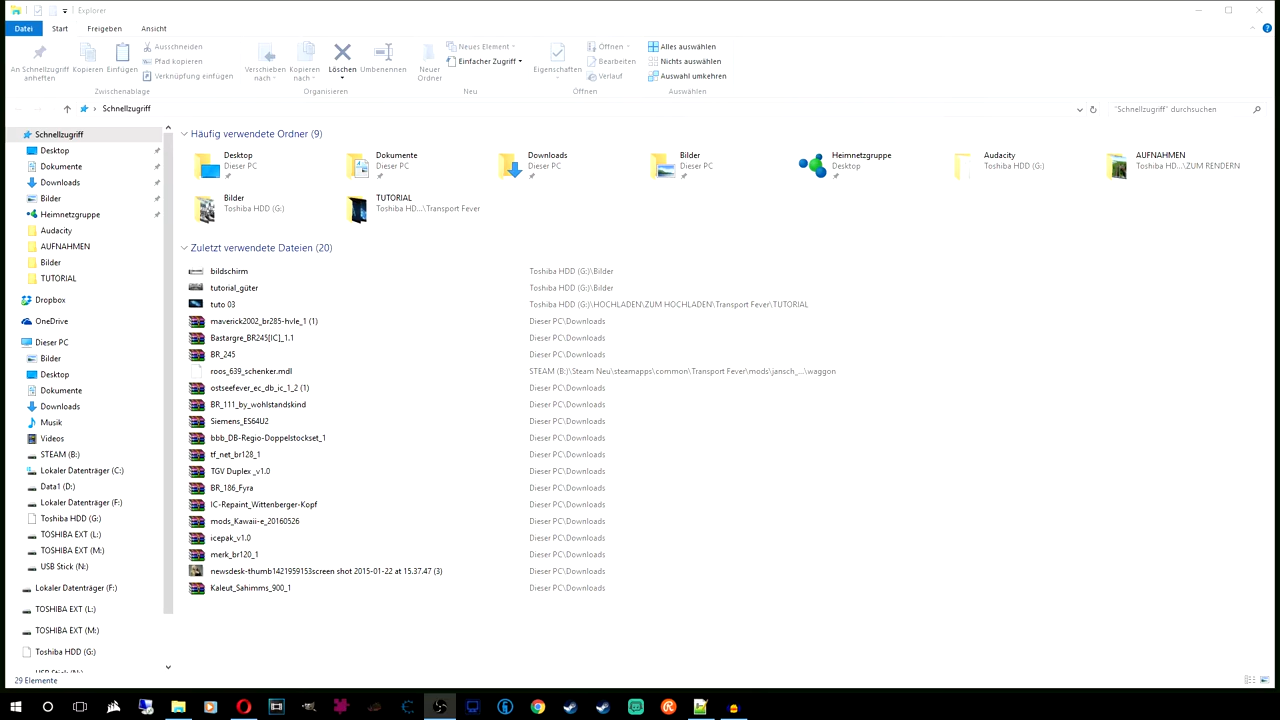 Explorer
Datei Start Freigeben Ansicht
An Schnellzugriff anheften
Kopieren
Einfügen
Ausschneiden
Pfad kopieren
Verknüpfung einfügen
Zwischenablage
Verschieben nach
Kopieren nach
Löschen
Umbenennen
Organisieren
Neuer Ordner
Neues Element
Einfacher Zugriff
Neu
Eigenschaften
Öffnen
Bearbeiten
Verlauf
Öffnen
Alles auswählen
Nichts auswählen
Auswahl umkehren
Auswählen
Schnellzugriff
"Schnellzugriff" durchsuchen
Schnellzugriff
Desktop
Dokumente
Downloads
Bilder
Heimnetzgruppe
Audacity
AUFNAHMEN
Bilder
TUTORIAL
Dropbox
OneDrive
Dieser PC
Bilder
Desktop
Dokumente
Downloads
Musik
Videos
STEAM (B:)
Lokaler Datenträger (C:)
Data1 (D:)
Lokaler Datenträger (F:)
Toshiba HDD (G:)
TOSHIBA EXT (L:)
TOSHIBA EXT (M:)
USB Stick (N:)
Lokaler Datenträger (F:)
TOSHIBA EXT (L:)
TOSHIBA EXT (M:)
Toshiba HDD (G:)
USB Stick (N:)
Häufig verwendete Ordner (9)
Desktop
Dieser PC
Dokumente
Dieser PC
Downloads
Dieser PC
Bilder
Dieser PC
Heimnetzgruppe
Desktop
Audacity
Toshiba HDD (G:)
AUFNAHMEN
Toshiba HD...\ZUM RENDERN
Bilder
Toshiba HDD (G:)
TUTORIAL
Toshiba HD...\Transport Fever
Zuletzt verwendete Dateien (20)
bildschirm Toshiba HDD (G:)\Bilder
tutorial_güter Toshiba HDD (G:)\Bilder
tuto 03 Toshiba HDD (G:)\HOCHLADEN\ZUM HOCHLADEN\Transport Fever\TUTORIAL
maverick2002_br285-hvle_1 (1) Dieser PC\Downloads
Bastargre_BR245[IC]_1.1 Dieser PC\Downloads
BR_245 Dieser PC\Downloads
roos_639_schenker.mdl STEAM (B:)\Steam Neu\steamapps\common\Transport Fever\mods\jansch_...\waggon
ostseefever_ec_db_ic_1_2 (1) Dieser PC\Downloads
BR_111_by_wohlstandskind Dieser PC\Downloads
Siemens_ES64U2 Dieser PC\Downloads
bbb_DB-Regio-Doppelstockset_1 Dieser PC\Downloads
tf_net_br128_1 Dieser PC\Downloads
TGV Duplex _v1.0 Dieser PC\Downloads
BR_186_Fyra Dieser PC\Downloads
IC-Repaint_Wittenberger-Kopf Dieser PC\Downloads
mods_Kawaii-e_20160526 Dieser PC\Downloads
icepak_v1.0 Dieser PC\Downloads
merk_br120_1 Dieser PC\Downloads
newsdesk-thumb1421959153screen shot 2015-01-22 at 15.37.47 (3) Dieser PC\Downloads
Kaleut_Sahimms_900_1 Dieser PC\Downloads
29 Elemente